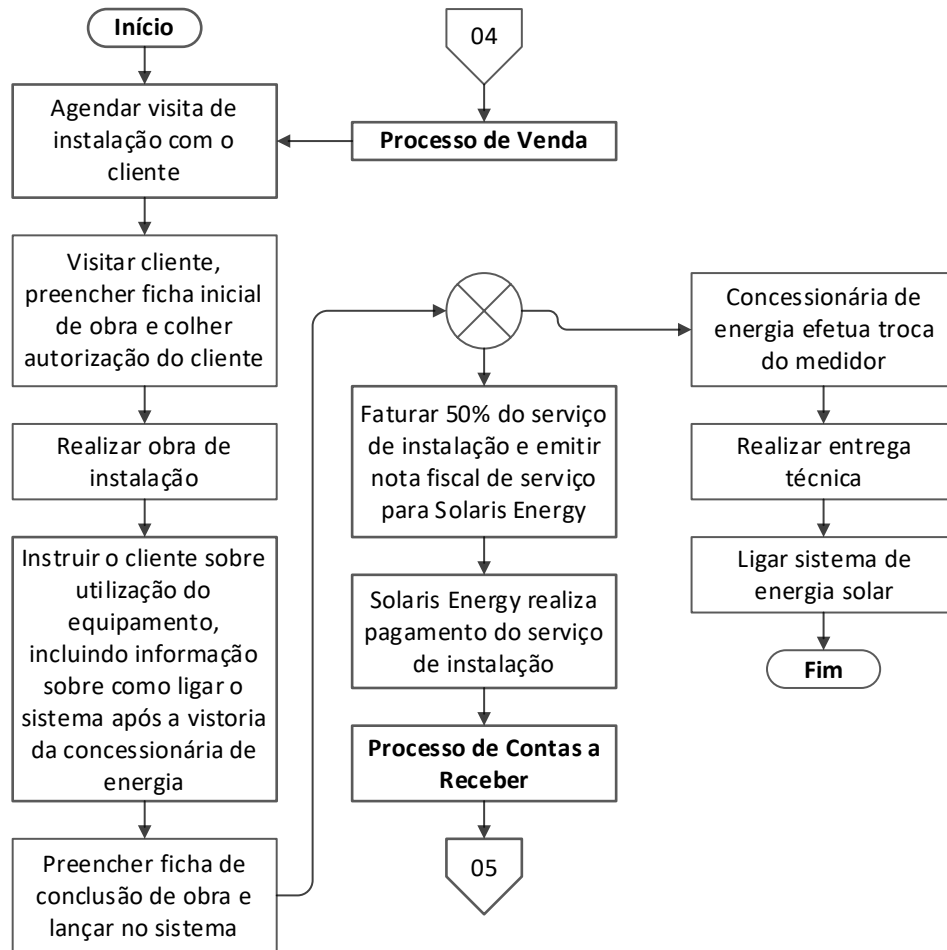 Início
04
Agendar visita de
instalação com o
cliente
Processo de Venda
Visitar cliente,
preencher ficha inicial
de obra e colher
autorização do cliente
Realizar obra de
instalação
Instruir o cliente sobre
utilização do
equipamento,
incluindo informação
sobre como ligar o
sistema após a vistoria
da concessionária de
energia
Preencher ficha de
conclusão de obra e
lançar no sistema
Faturar 50% do serviço
de instalação e emitir
nota fiscal de serviço
para Solaris Energy
Solaris Energy realiza
pagamento do serviço
de instalação
Processo de Contas a
Receber
05
Concessionária de
energia efetua troca
do medidor
Realizar entrega
técnica
Ligar sistema de
energia solar
Fim